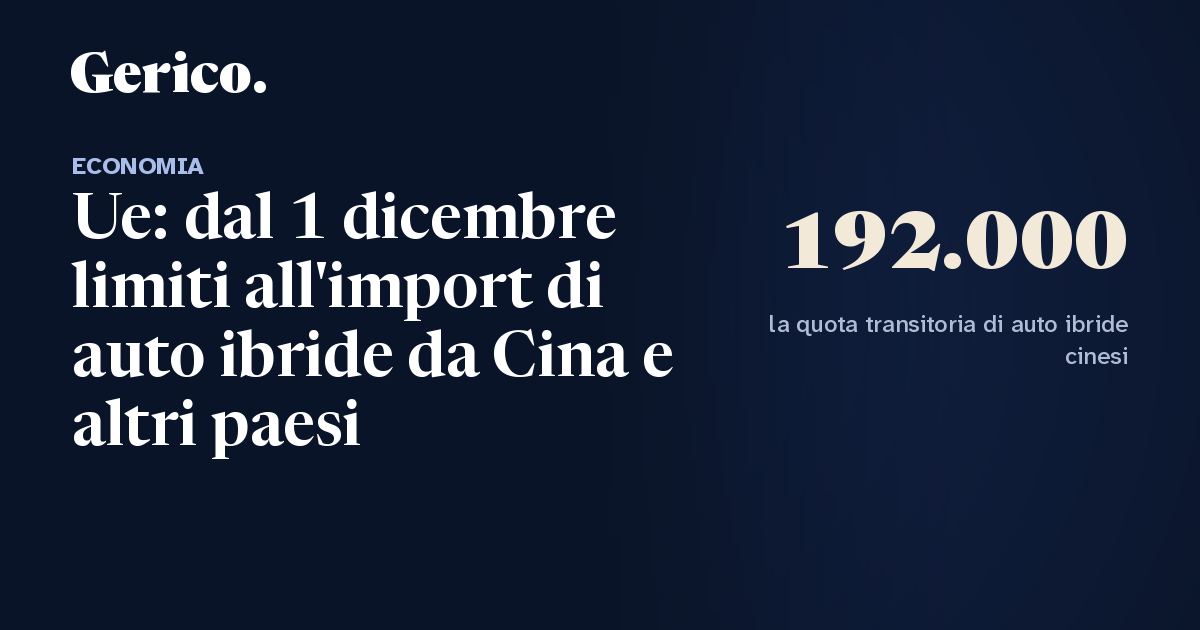 Gerico.
ECONOMIA
Ue: dal 1 dicembre
limiti all'import di
auto ibride da Cina e
altri paesi
192.000
la quota transitoria di auto ibride
cinesi